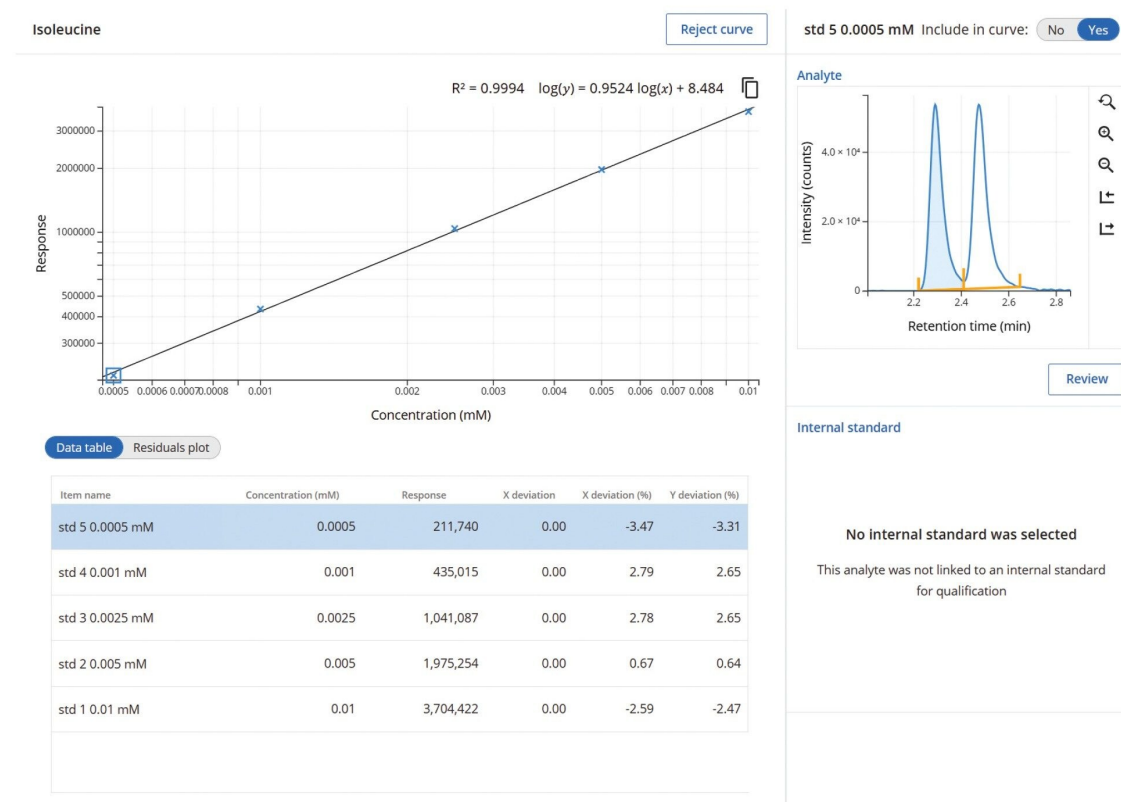 Isoleucine
Reject curve
R² = 0.9994 log(y) = 0.9524 log(x) + 8.484
Response
3000000
2000000
1000000
500000
400000
300000
0.0005 0.0006 0.0007 0.0008 0.001 0.002 0.003 0.004 0.005 0.006 0.007 0.008 0.01
Concentration (mM)
Data table Residuals plot
Item name Concentration (mM) Response X deviation X deviation (%) Y deviation (%)
std 5 0.0005 mM 0.0005 211,740 0.00 -3.47 -3.31
std 4 0.001 mM 0.001 435,015 0.00 2.79 2.65
std 3 0.0025 mM 0.0025 1,041,087 0.00 2.78 2.65
std 2 0.005 mM 0.005 1,975,254 0.00 0.67 0.64
std 1 0.01 mM 0.01 3,704,422 0.00 -2.59 -2.47
std 5 0.0005 mM Include in curve: No Yes
Analyte
Intensity (counts)
4.0 × 10⁴
2.0 × 10⁴
0
2.2 2.4 2.6 2.8
Retention time (min)
Review
Internal standard
No internal standard was selected
This analyte was not linked to an internal standard
for qualification